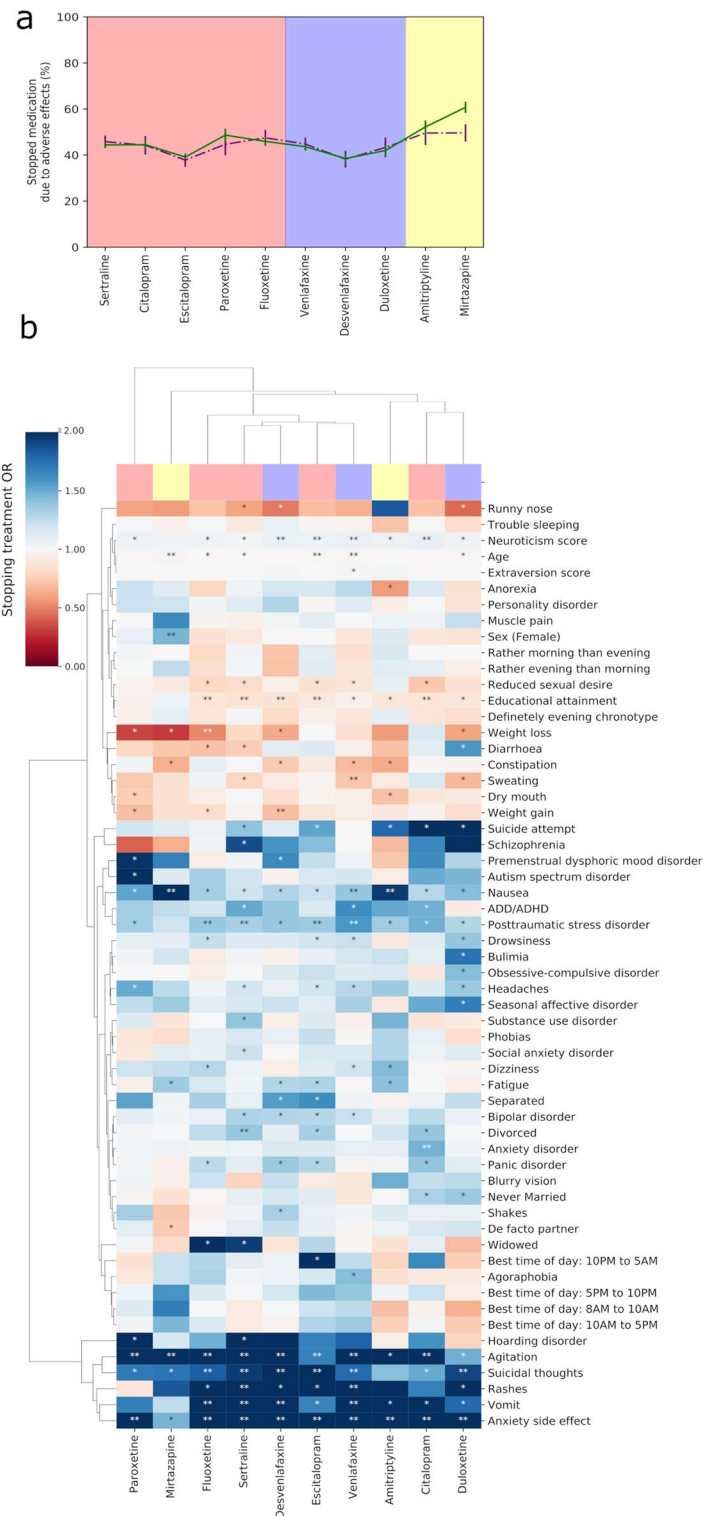 a
100
80
60
40
20
0
Stopped medication
due to adverse effects (%)
Sertraline
Citalopram
Escitalopram
Paroxetine
Fluoxetine
Venlafaxine
Desvenlafaxine
Duloxetine
Amitriptyline
Mirtazapine
b
Stopping treatment OR
≥ 2.00
1.50
1.00
0.50
0.00
Runny nose
Trouble sleeping
Neuroticism score
Age
Extraversion score
Anorexia
Personality disorder
Muscle pain
Sex (Female)
Rather morning than evening
Rather evening than morning
Reduced sexual desire
Educational attainment
Definetely evening chronotype
Weight loss
Diarrhoea
Constipation
Sweating
Dry mouth
Weight gain
Suicide attempt
Schizophrenia
Premenstrual dysphoric mood disorder
Autism spectrum disorder
Nausea
ADD/ADHD
Posttraumatic stress disorder
Drowsiness
Bulimia
Obsessive-compulsive disorder
Headaches
Seasonal affective disorder
Substance use disorder
Phobias
Social anxiety disorder
Dizziness
Fatigue
Separated
Bipolar disorder
Divorced
Anxiety disorder
Panic disorder
Blurry vision
Never Married
Shakes
De facto partner
Widowed
Best time of day: 10PM to 5AM
Agoraphobia
Best time of day: 5PM to 10PM
Best time of day: 8AM to 10AM
Best time of day: 10AM to 5PM
Hoarding disorder
Agitation
Suicidal thoughts
Rashes
Vomit
Anxiety side effect
Paroxetine
Mirtazapine
Fluoxetine
Sertraline
Desvenlafaxine
Escitalopram
Venlafaxine
Amitriptyline
Citalopram
Duloxetine